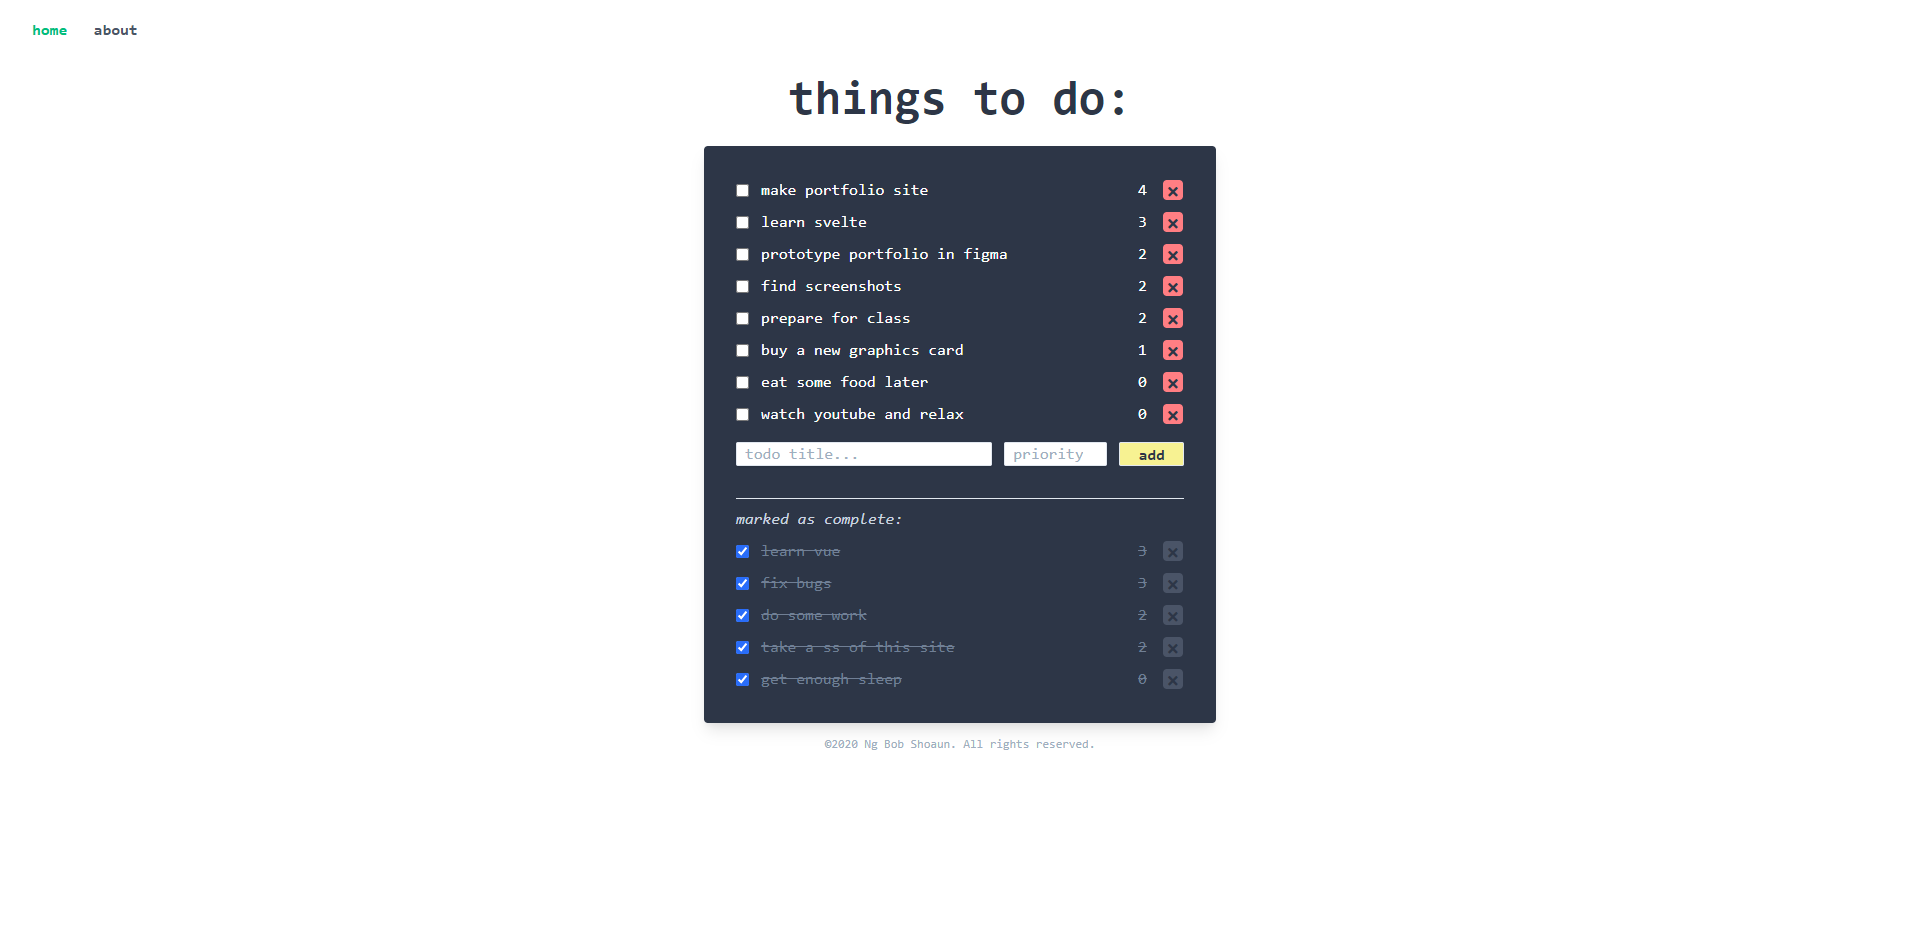 home about
things to do:
make portfolio site 4
learn svelte 3
prototype portfolio in figma 2
find screenshots 2
prepare for class 2
buy a new graphics card 1
eat some food later 0
watch youtube and relax 0
todo title... priority add
marked as complete:
learn vue 3
fix bugs 3
do some work 2
take a ss of this site 2
get enough sleep 0
©2020 Ng Bob Shoaun. All rights reserved.